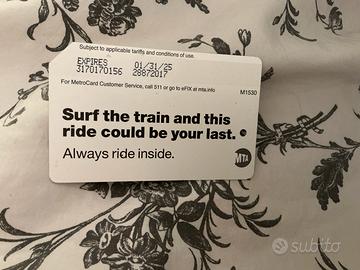 Subject to applicable tariffs and conditions of use.
EXPIRES 01/31/25
3170170156 28872017
For MetroCard Customer Service, call 511 or go to eFIX at mta.info M1530
Surf the train and this
ride could be your last.
Always ride inside.
MTA
subito